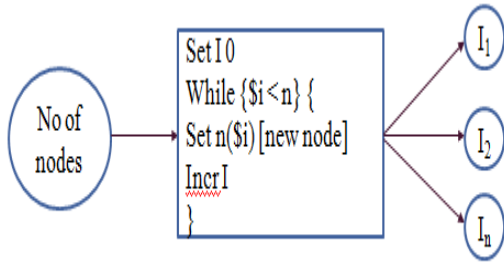 No of
nodes
Set I 0
While {$i<n} {
Set n($i) [new node]
Incr I
}
I1
I2
In